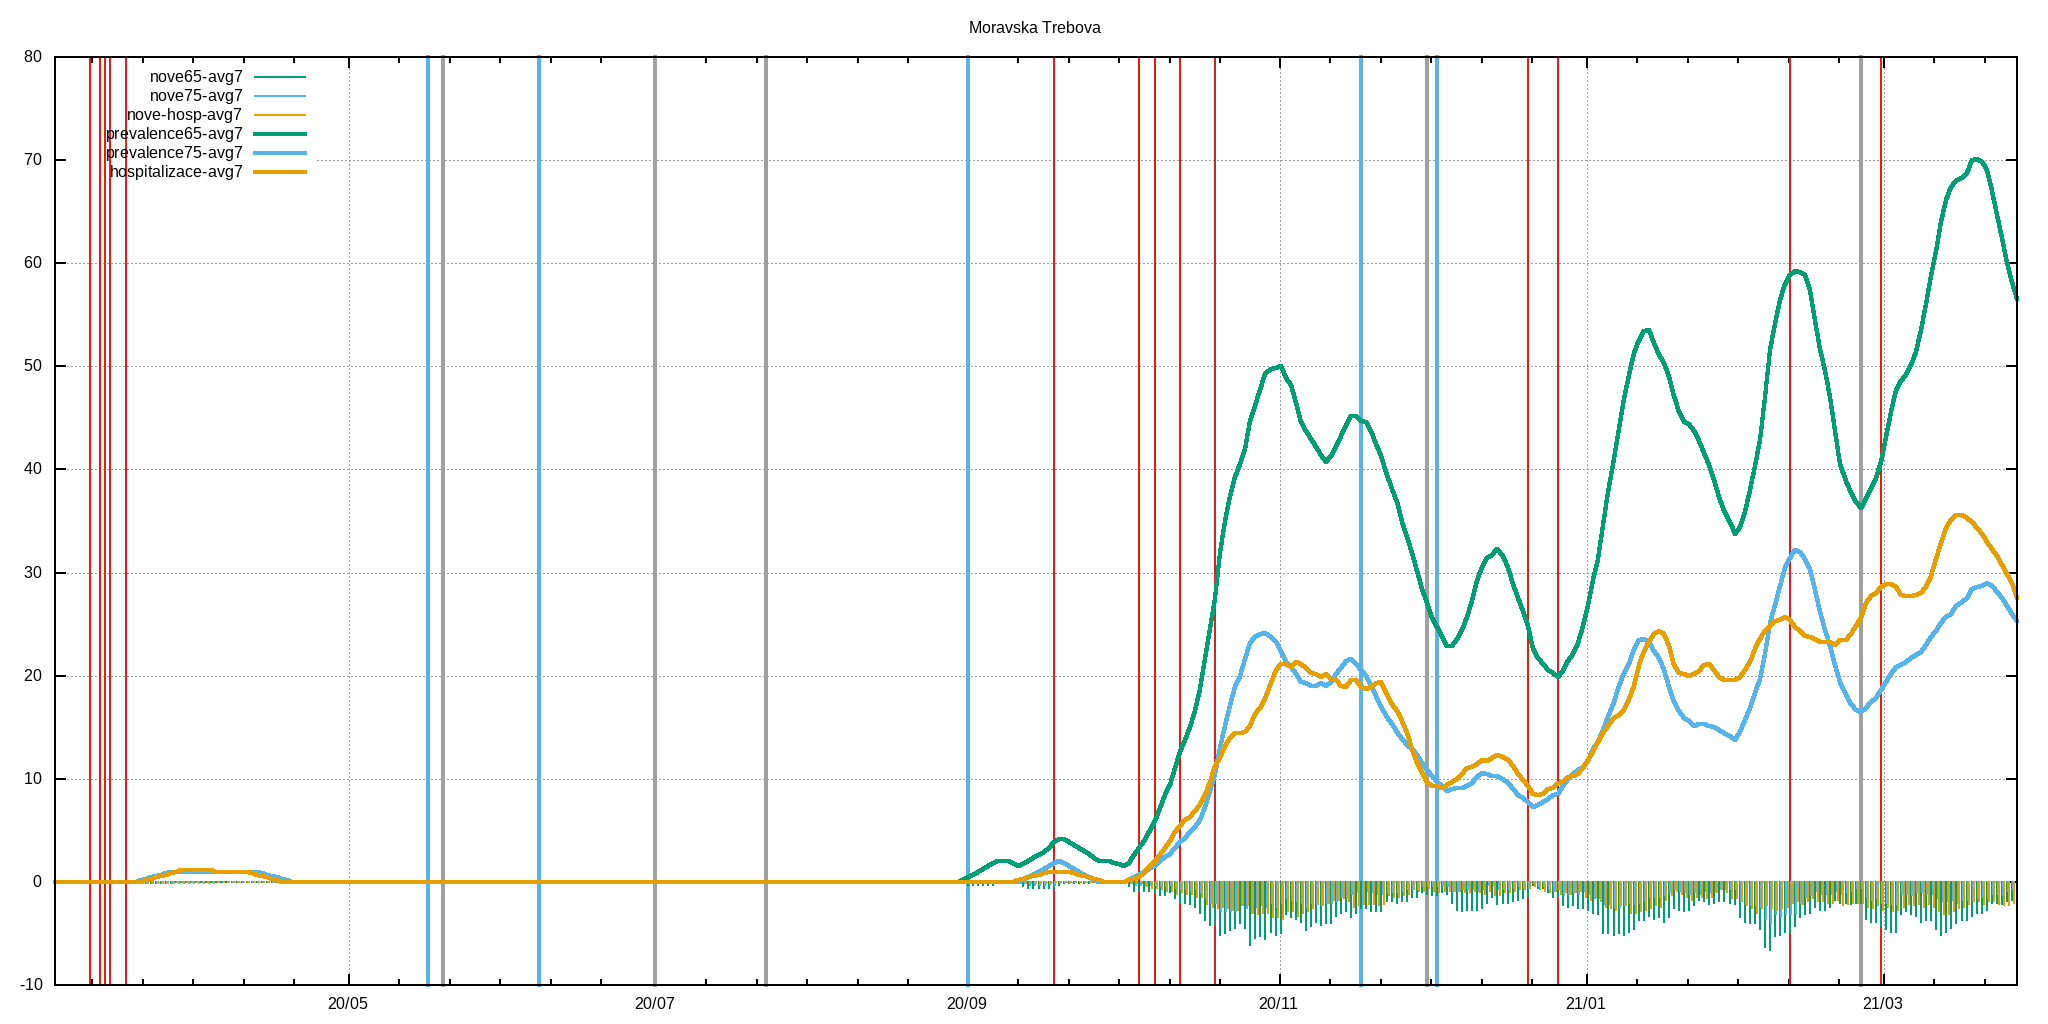 Moravska Trebova
80
70
60
50
40
30
20
10
0
-10
nove65-avg7
nove75-avg7
nove-hosp-avg7
prevalence65-avg7
prevalence75-avg7
hospitalizace-avg7
20/05 20/07 20/09 20/11 21/01 21/03